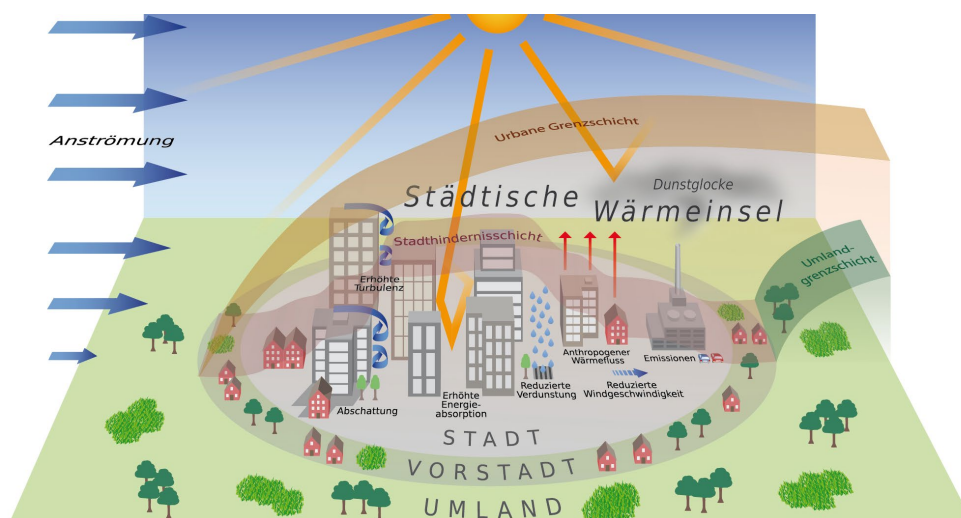 Anströmung
Urbane Grenzschicht
Dunstglocke
Städtische
Wärmeinsel
Stadthindernisschicht
Umland-
grenzschicht
Erhöhte
Turbulenz
Anthropogener
Wärmefluss
Emissionen
Abschattung
Erhöhte
Energie-
absorption
Reduzierte
Verdunstung
Reduzierte
Windgeschwindigkeit
STADT
VORSTADT
UMLAND